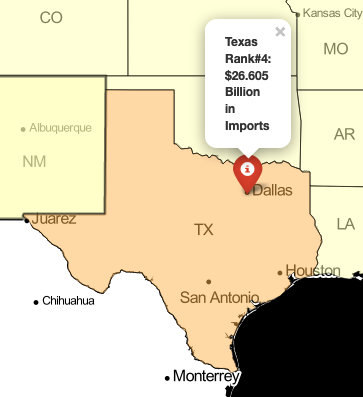 CO
Kansas City
MO
×
Texas
Rank#4:
$26.605
Billion
in
Imports
Albuquerque
NM
AR
Dallas
Juarez
TX
LA
Houston
San Antonio
Chihuahua
Monterrey